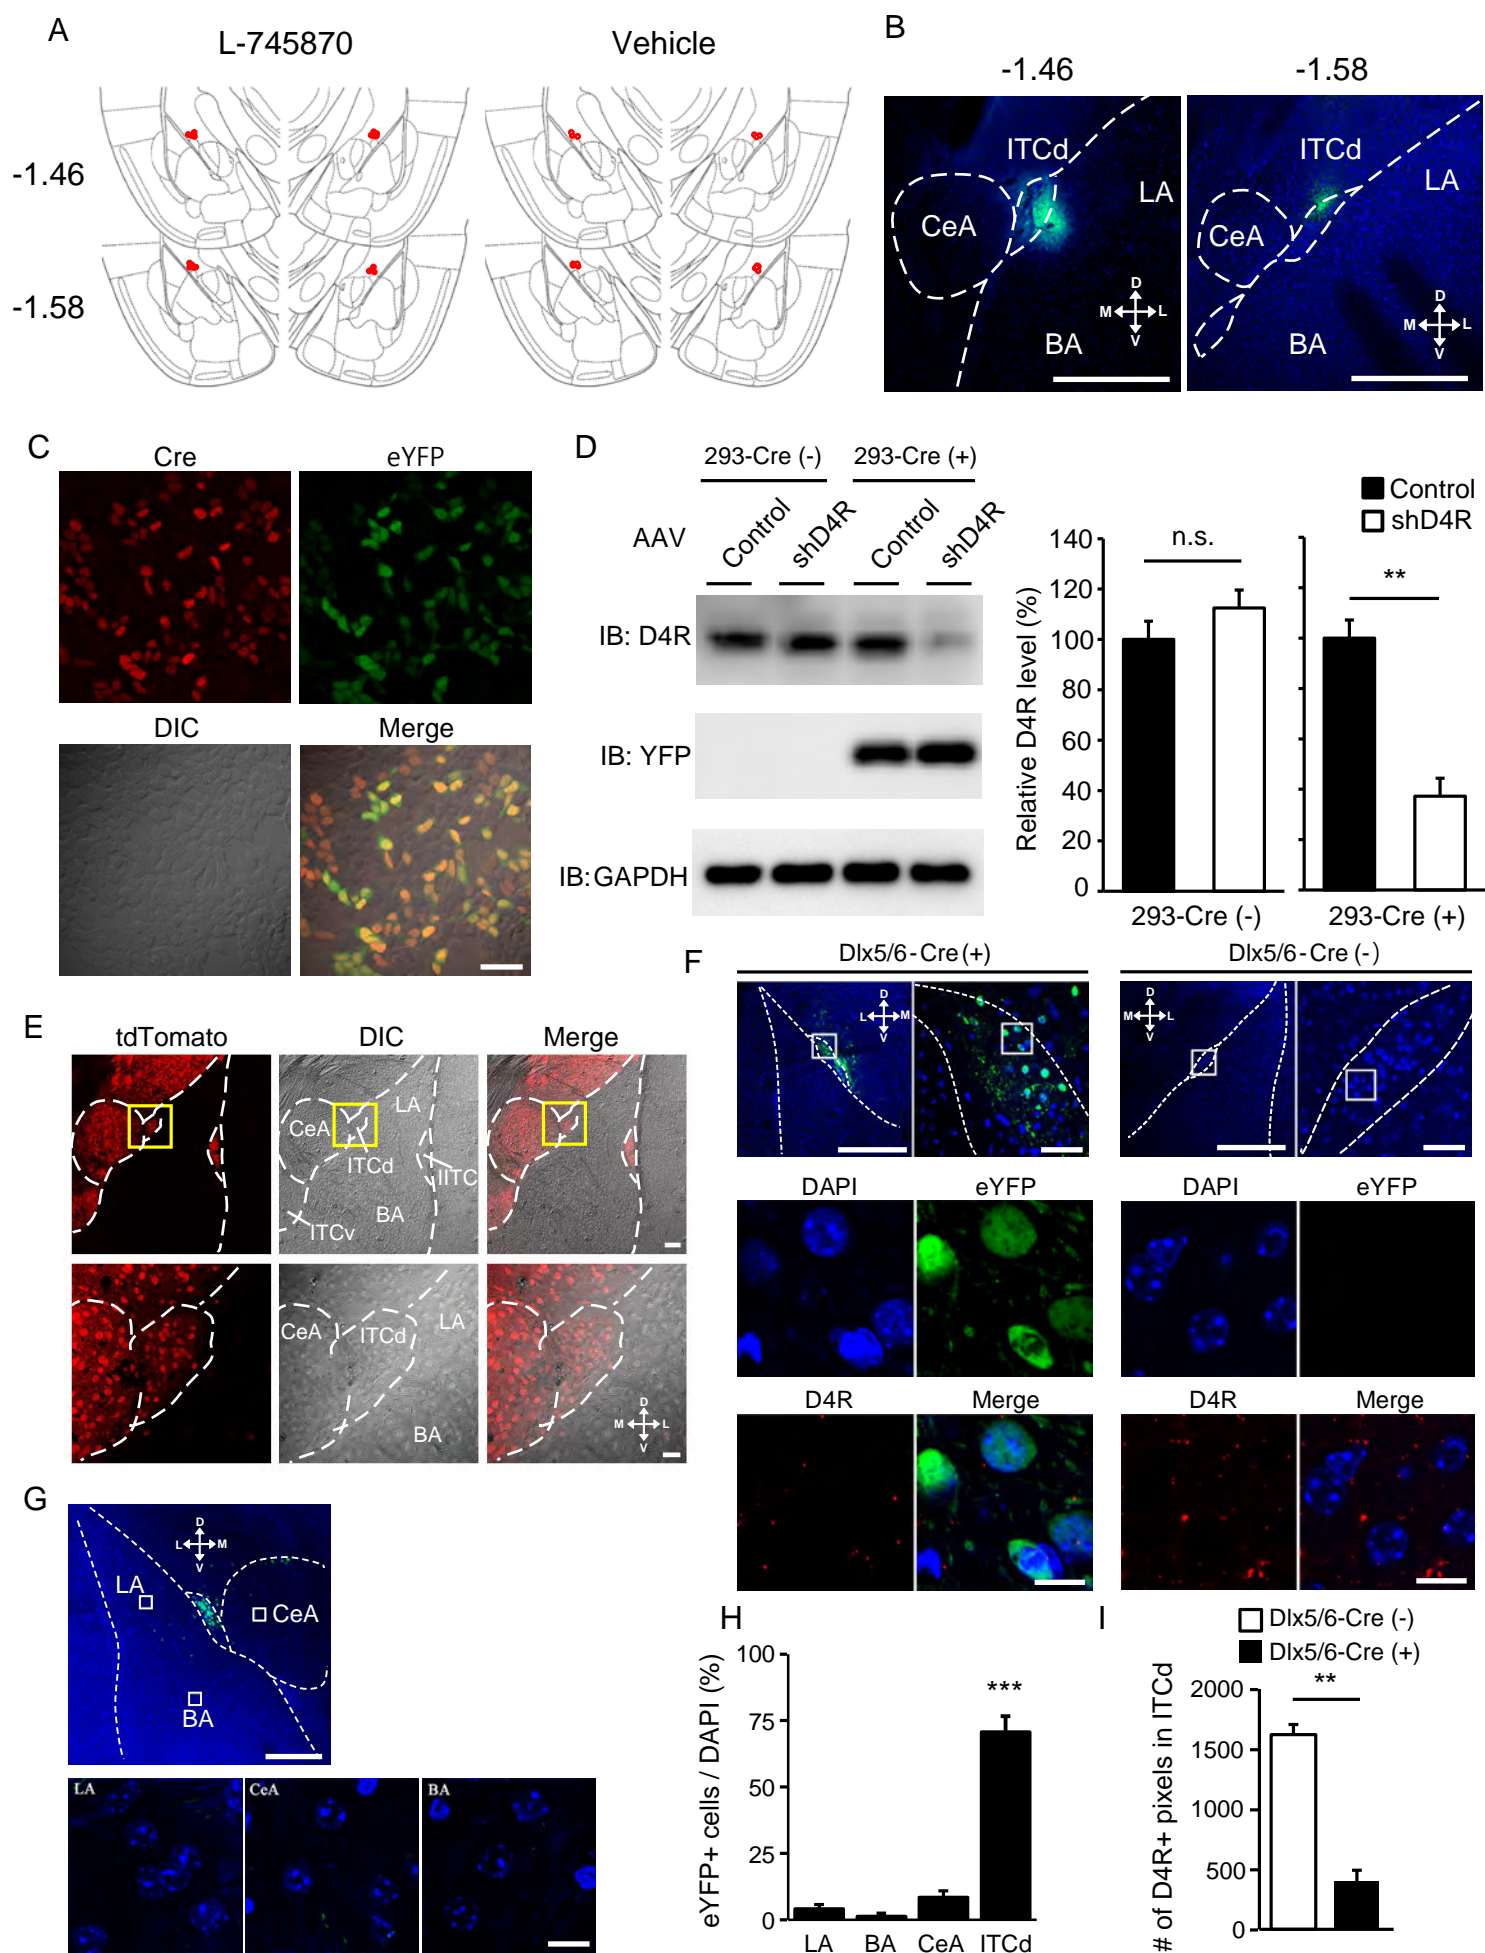 A
L-745870
Vehicle
-1.46
-1.58
B
-1.46
-1.58
ITCd
LA
CeA
BA
D
M
L
V
ITCd
LA
CeA
BA
D
M
L
V
C
Cre
eYFP
DIC
Merge
D
293-Cre (-)
293-Cre (+)
AAV
Control
shD4R
Control
shD4R
IB: D4R
IB: YFP
IB: GAPDH
Control
shD4R
Relative D4R level (%)
140
120
100
80
60
40
20
0
n.s.
**
293-Cre (-)
293-Cre (+)
E
tdTomato
DIC
Merge
LA
CeA
ITCd
lITC
BA
ITCv
CeA
ITCd
LA
BA
D
M
L
V
F
Dlx5/6-Cre (+)
Dlx5/6-Cre (-)
D
L
M
V
D
M
L
V
DAPI
eYFP
DAPI
eYFP
D4R
Merge
D4R
Merge
G
D
L
M
V
LA
CeA
BA
LA
CeA
BA
H
eYFP+ cells / DAPI (%)
100
75
50
25
0
***
LA
BA
CeA
ITCd
I
Dlx5/6-Cre (-)
Dlx5/6-Cre (+)
# of D4R+ pixels in ITCd
2000
1500
1000
500
0
**